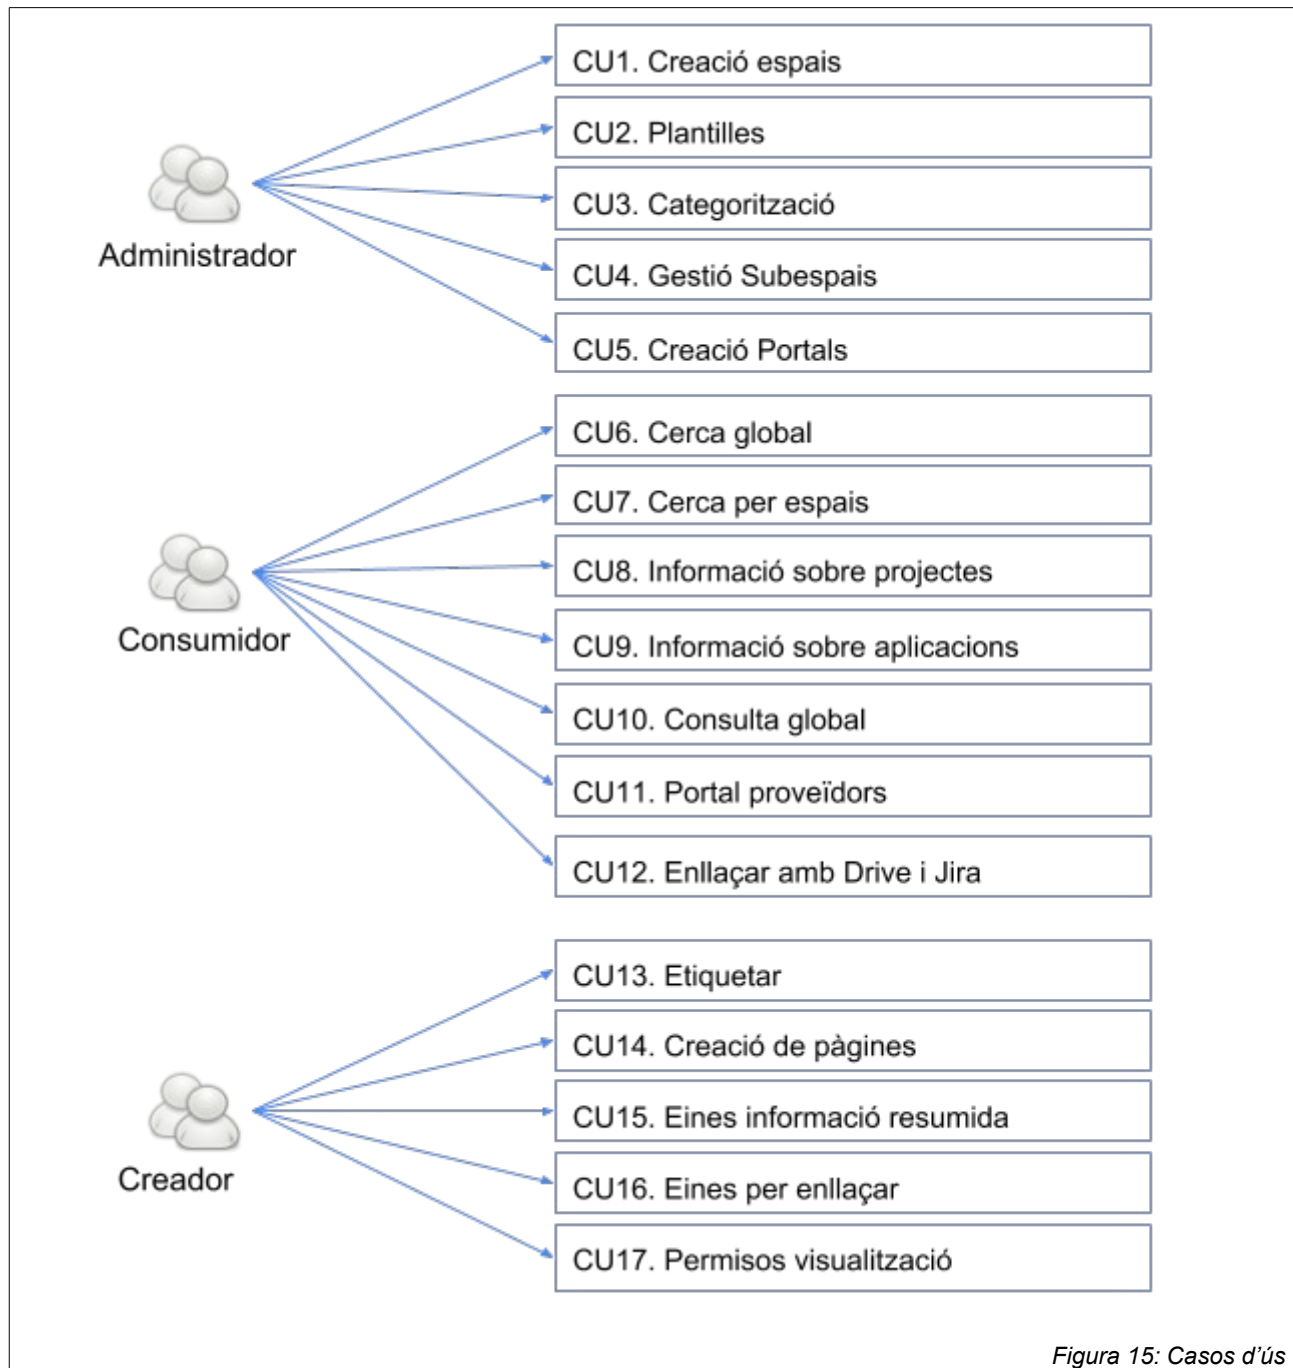 CU1. Creació espais
CU2. Plantilles
CU3. Categorització
Administrador
CU4. Gestió Subespais
CU5. Creació Portals
CU6. Cerca global
CU7. Cerca per espais
CU8. Informació sobre projectes
Consumidor
CU9. Informació sobre aplicacions
CU10. Consulta global
CU11. Portal proveïdors
CU12. Enllaçar amb Drive i Jira
CU13. Etiquetar
CU14. Creació de pàgines
CU15. Eines informació resumida
Creador
CU16. Eines per enllaçar
CU17. Permisos visualització
Figura 15: Casos d'ús